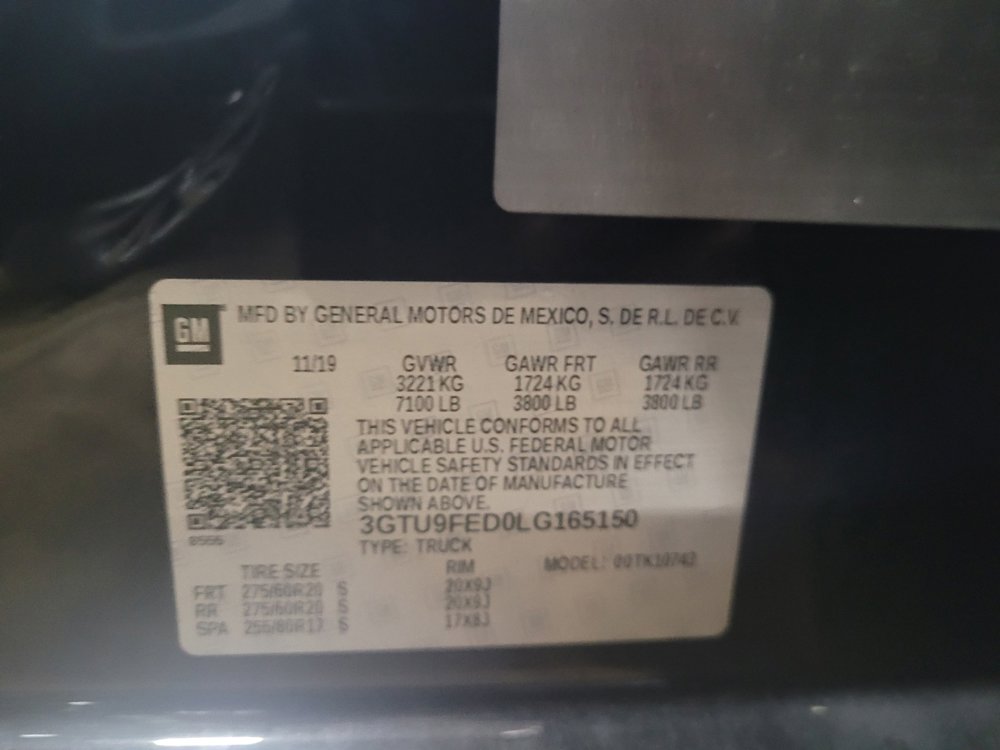 GM
MFD BY GENERAL MOTORS DE MEXICO, S. DE R.L. DE C.V.
11/19 GVWR GAWR FRT GAWR RR
3221 KG 1724 KG 1724 KG
7100 LB 3800 LB 3800 LB
THIS VEHICLE CONFORMS TO ALL
APPLICABLE U.S. FEDERAL MOTOR
VEHICLE SAFETY STANDARDS IN EFFECT
ON THE DATE OF MANUFACTURE
SHOWN ABOVE.
3GTU9FED0LG165150
TYPE: TRUCK
TIRE SIZE RIM MODEL: 00TK10743
FRT 275/60R20 S 20X9J
RR 275/60R20 S 20X9J
SPA 255/80R17 S 17X8J